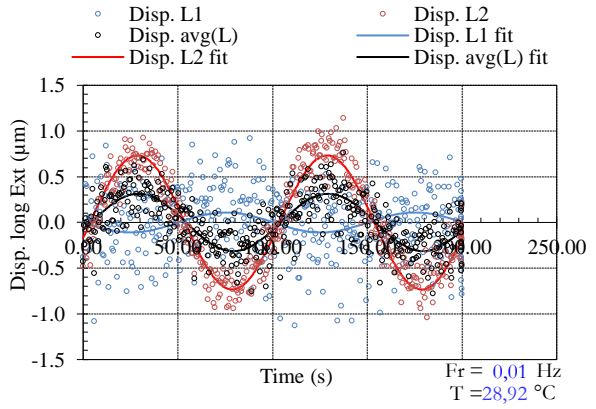 Disp. L1
Disp. L2
Disp. avg(L)
Disp. L1 fit
Disp. L2 fit
Disp. avg(L) fit
Disp. long Ext (µm)
1.5
1.0
0.5
0.0
-0.5
-1.0
-1.5
0.00 50.00 100.00 150.00 200.00 250.00
Time (s)
Fr = 0,01 Hz
T =28,92 °C